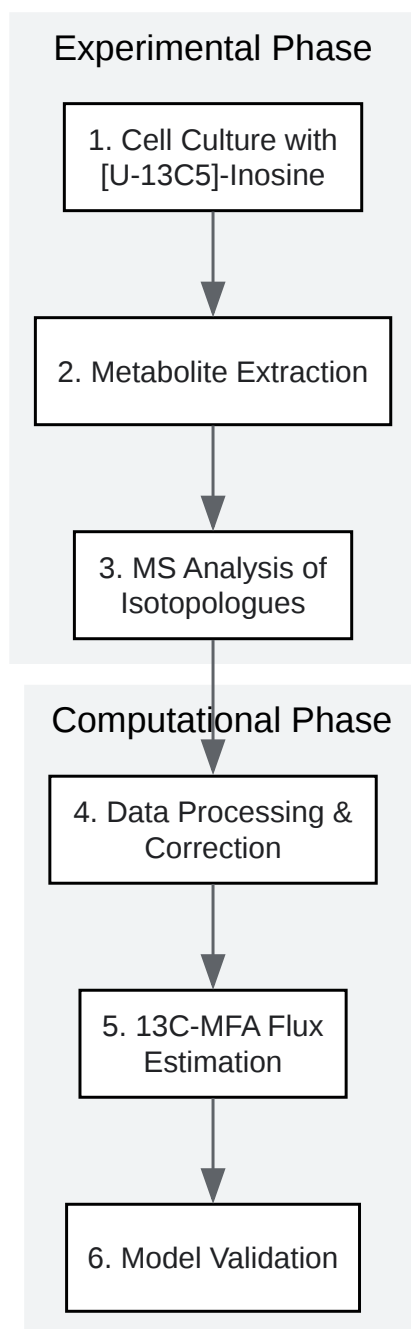 Experimental Phase
1. Cell Culture with
[U-13C5]-Inosine
2. Metabolite Extraction
3. MS Analysis of
Isotopologues
Computational Phase
4. Data Processing &
Correction
5. 13C-MFA Flux
Estimation
6. Model Validation